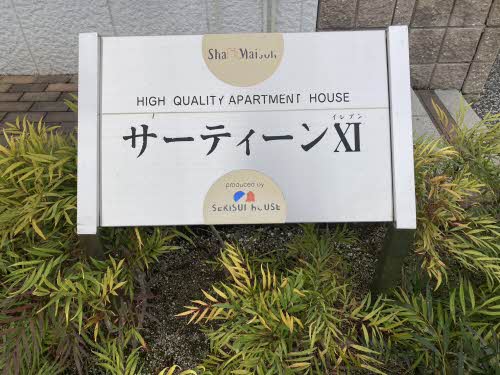 Sha Maison
HIGH QUALITY APARTMENT HOUSE
イレブン
サーティーンXI
produced by
SEKISUI HOUSE